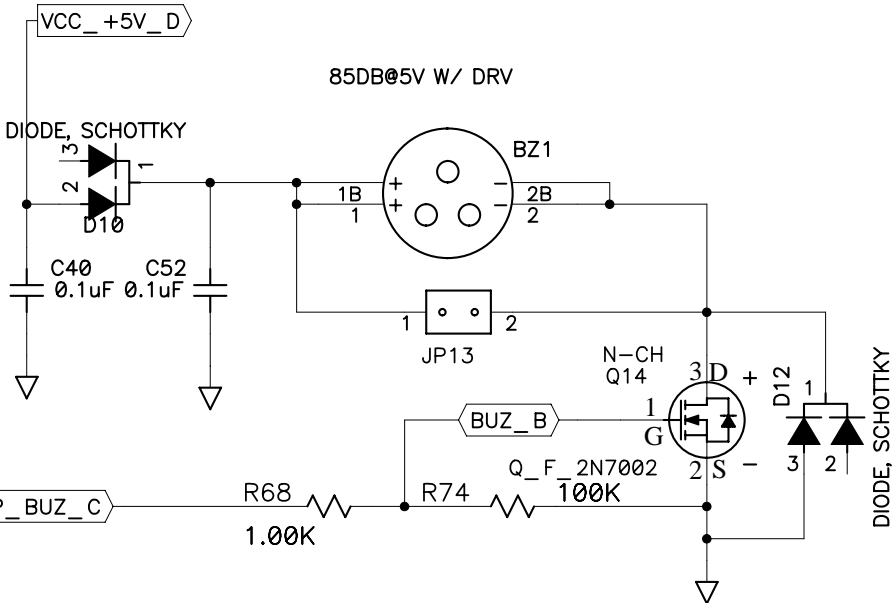 VCC_+5V_D
85DB@5V W/ DRV
DIODE, SCHOTTKY
3
1
2
D10
BZ1
+ −
1B 2B
+ −
1 2
C40 C52
0.1uF 0.1uF
1 2
JP13
N-CH
Q14
3 D +
D12
1
1
G
BUZ_B
2 S −
3 2
DIODE, SCHOTTKY
Q_F_2N7002
P_BUZ_C
R68
1.00K
R74
100K